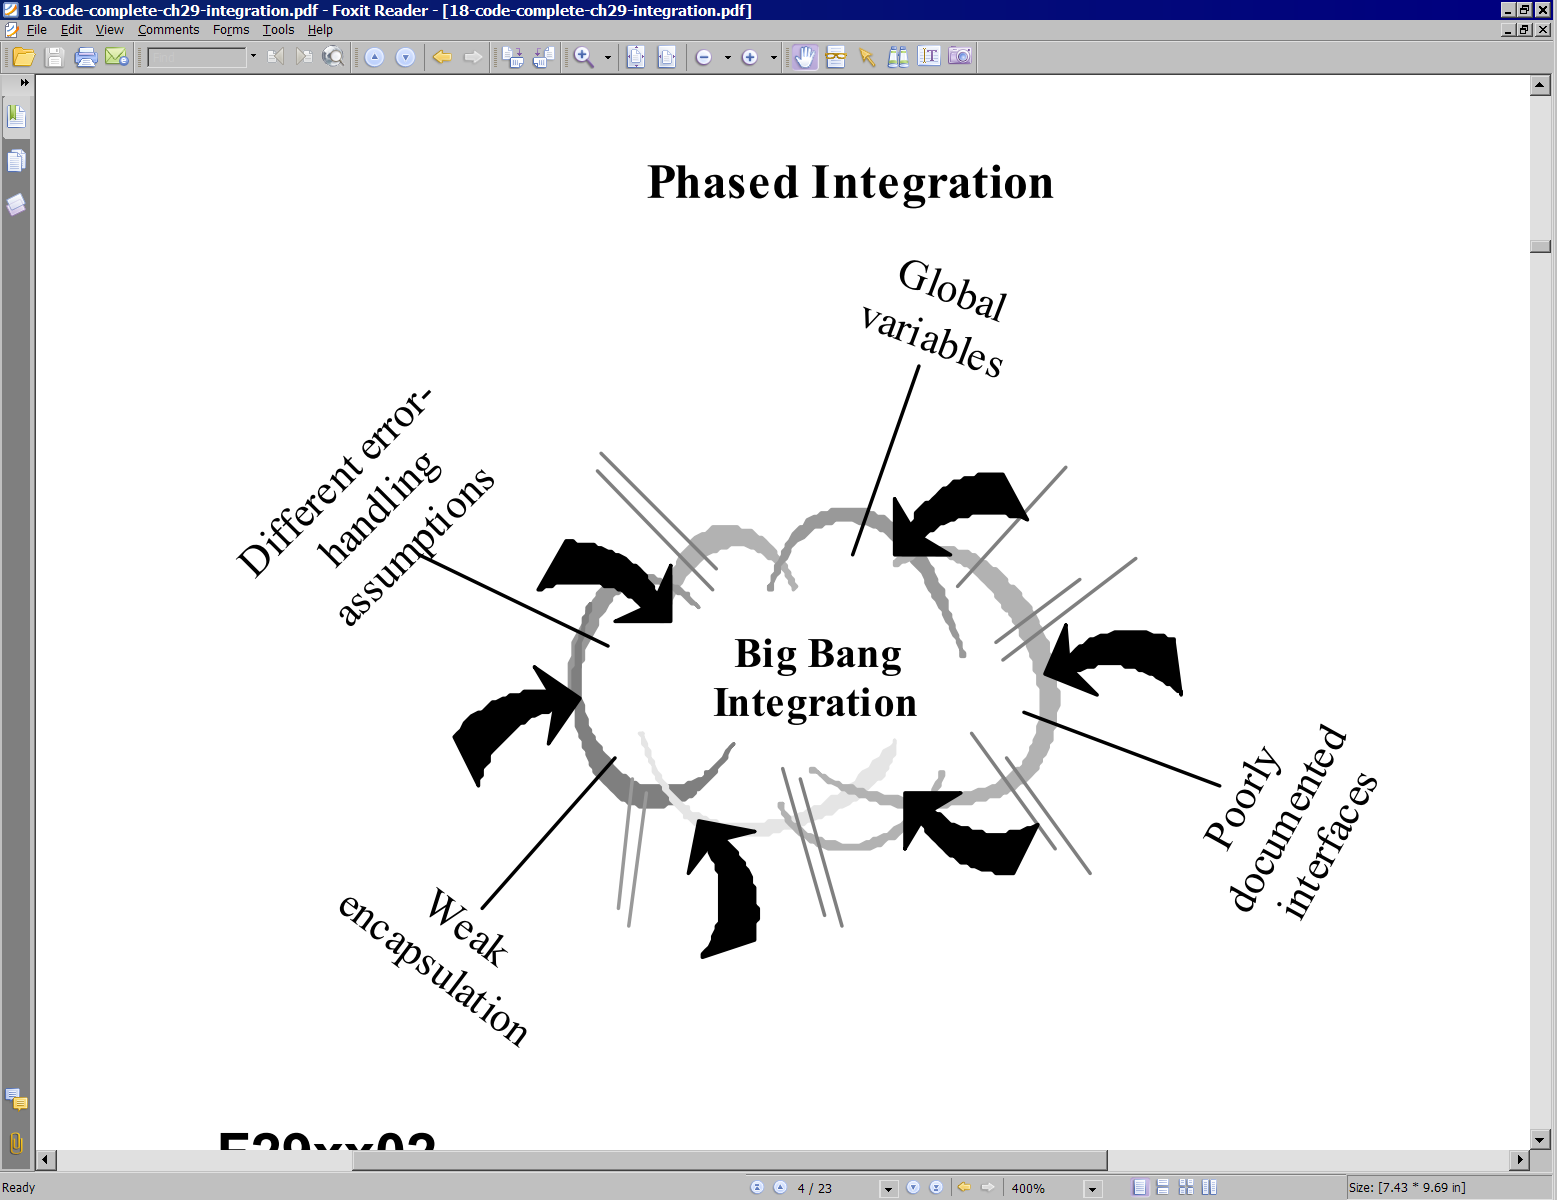 18-code-complete-ch29-integration.pdf - Foxit Reader - [18-code-complete-ch29-integration.pdf]
File Edit View Comments Forms Tools Help
Phased Integration
Global
variables
Different error-
handling
assumptions
Big Bang
Integration
Poorly
documented
interfaces
Weak
encapsulation
Ready
4 / 23
400%
Size: [7.43 * 9.69 in]